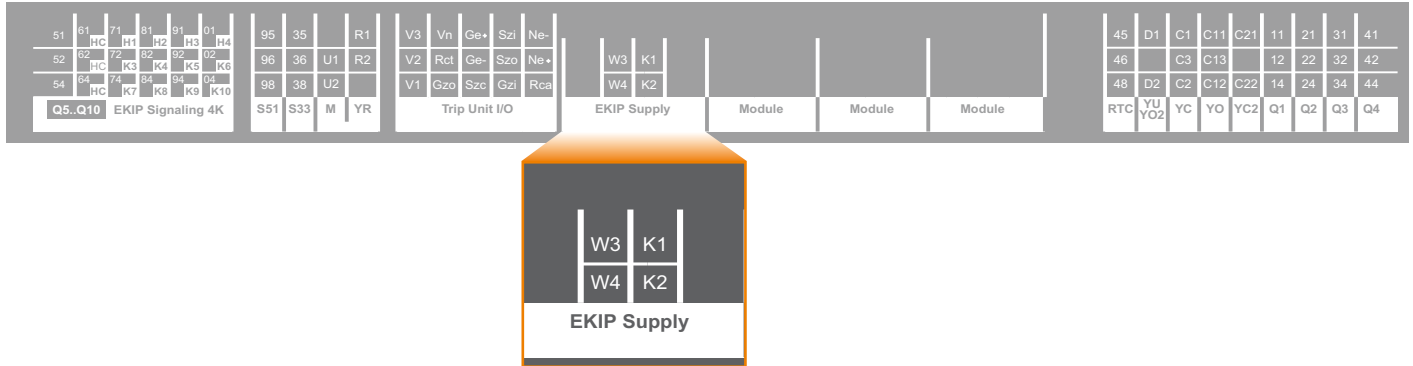 51 61 HC 71 H1 81 H2 91 H3 01 H4 95 35 R1 V3 Vn Ge+ Szi Ne- 45 D1 C1 C11 C21 11 21 31 41
52 62 HC 72 K3 82 K4 92 K5 02 K6 96 36 U1 R2 V2 Rct Ge- Szo Ne+ W3 K1 46 C3 C13 12 22 32 42
54 64 HC 74 K7 84 K8 94 K9 04 K10 98 38 U2 V1 Gzo Szc Gzi Rca W4 K2 48 D2 C2 C12 C22 14 24 34 44
Q5..Q10 EKIP Signaling 4K S51 S33 M YR Trip Unit I/O EKIP Supply Module Module Module RTC YU YO2 YC YO YC2 Q1 Q2 Q3 Q4
W3 K1
W4 K2
EKIP Supply